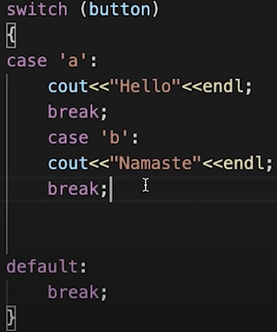 switch (button)
{
case 'a':
    cout<<"Hello"<<endl;
    break;
    case 'b':
    cout<<"Namaste"<<endl;
    break;
default:
    break;
}